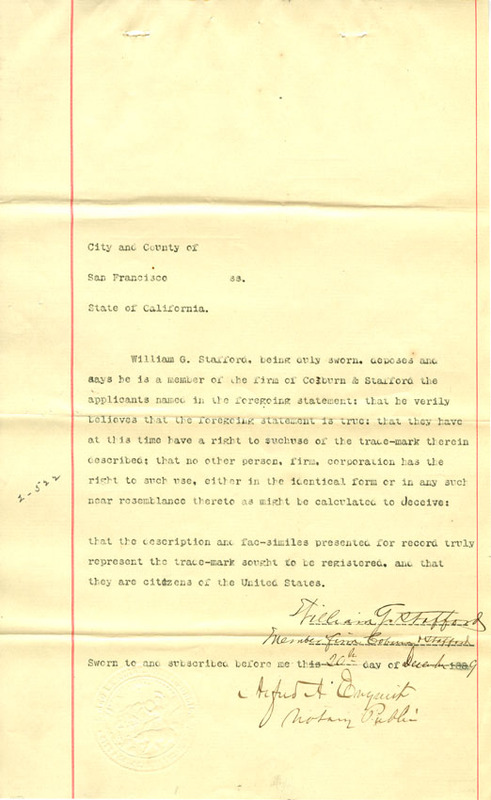 City and County of
San Francisco ss.
State of California.
William G. Stafford, being duly sworn, deposes and
says he is a member of the firm of Colburn & Stafford the
applicants named in the foregoing statement; that he verily
believes that the foregoing statement is true; that they have
at this time have a right to suchuse of the trade-mark therein
described; that no other person, firm, corporation has the
right to such use, either in the identical form or in any such
near resemblance thereto as might be calculated to deceive;
2-522
that the description and fac-similes presented for record truly
represent the trade-mark sought to be registered, and that
they are citizens of the United States.
William G. Stafford
Member firm Coburn & Stafford
Sworn to and subscribed before me this 20th day of 1889
Alfred A. Enquist
Notary Public